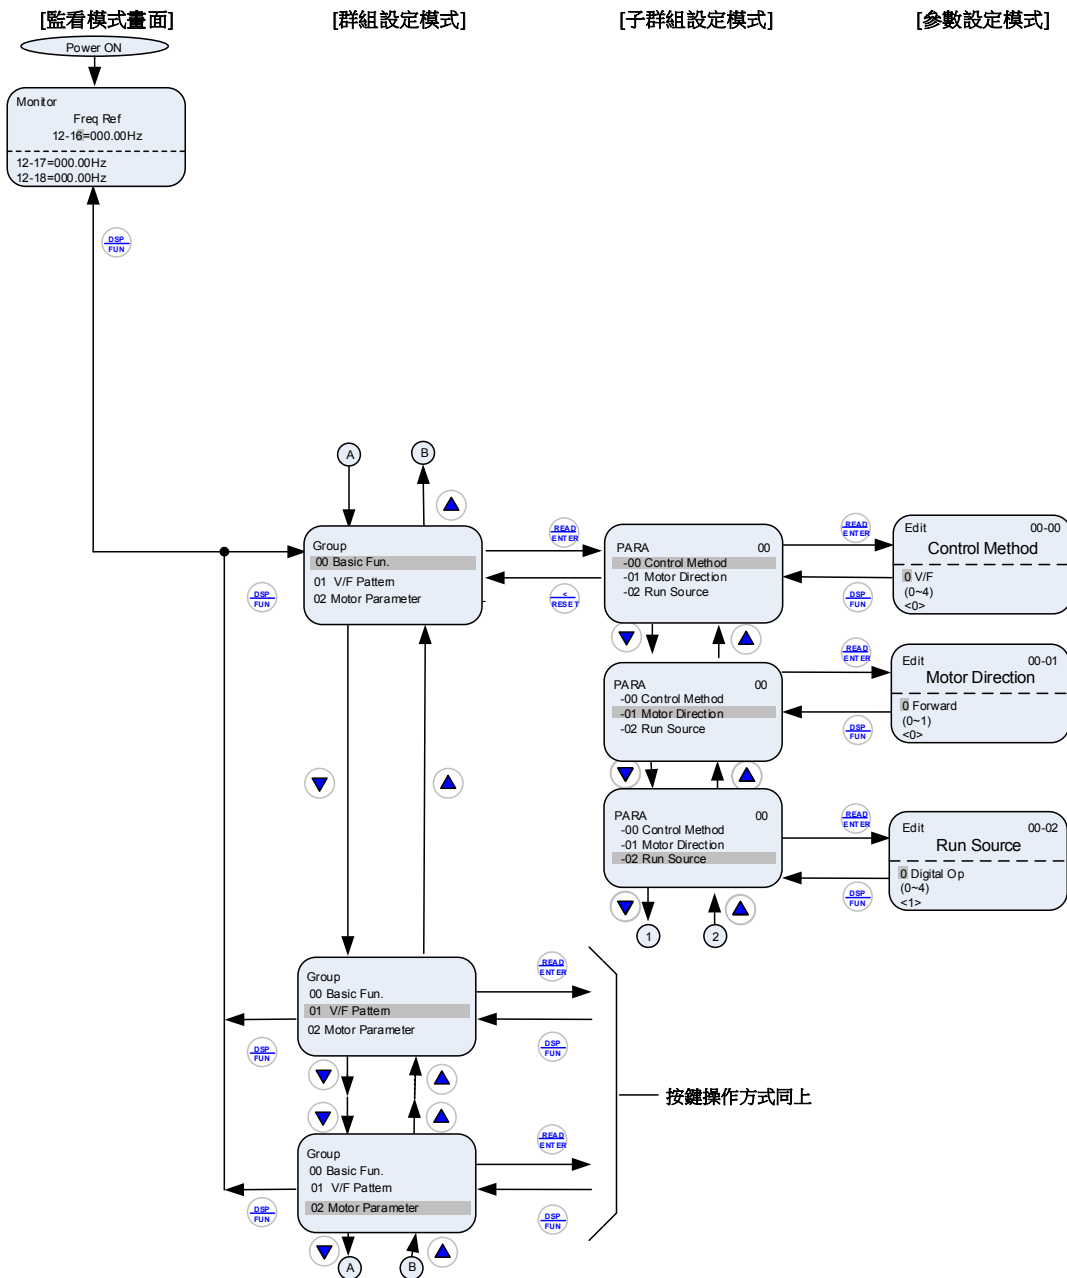 [監看模式畫面]
[群組設定模式]
[子群組設定模式]
[參數設定模式]
Power ON
Monitor
Freq Ref
12-16=000.00Hz
12-17=000.00Hz
12-18=000.00Hz
DSP
FUN
A
B
Group
00 Basic Fun.
01 V/F Pattern
02 Motor Parameter
DSP
FUN
READ
ENTER
<
RESET
PARA 00
-00 Control Method
-01 Motor Direction
-02 Run Source
READ
ENTER
DSP
FUN
Edit 00-00
Control Method
0 V/F
(0~4)
<0>
PARA 00
-00 Control Method
-01 Motor Direction
-02 Run Source
READ
ENTER
DSP
FUN
Edit 00-01
Motor Direction
0 Forward
(0~1)
<0>
PARA 00
-00 Control Method
-01 Motor Direction
-02 Run Source
READ
ENTER
DSP
FUN
Edit 00-02
Run Source
0 Digital Op
(0~4)
<1>
1
2
Group
00 Basic Fun.
01 V/F Pattern
02 Motor Parameter
DSP
FUN
READ
ENTER
DSP
FUN
按鍵操作方式同上
Group
00 Basic Fun.
01 V/F Pattern
02 Motor Parameter
DSP
FUN
READ
ENTER
DSP
FUN
A
B